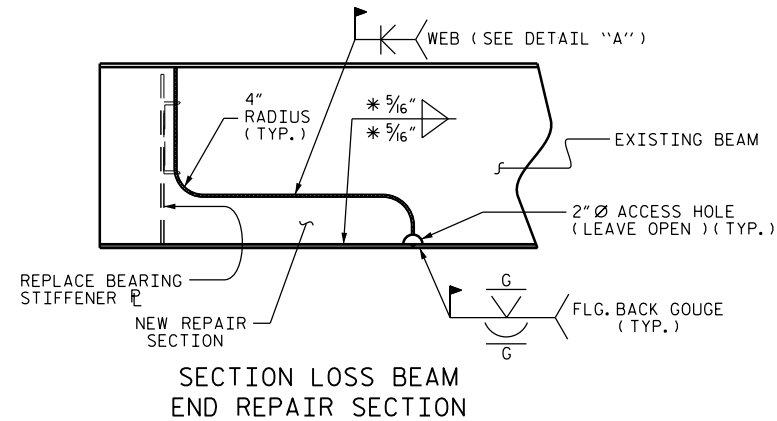 WEB (SEE DETAIL "A")
4"
RADIUS
(TYP.)
* 5/16"
* 5/16"
EXISTING BEAM
2" Ø ACCESS HOLE
(LEAVE OPEN)(TYP.)
REPLACE BEARING
STIFFENER PL
NEW REPAIR
SECTION
G
G
FLG. BACK GOUGE
(TYP.)
SECTION LOSS BEAM
END REPAIR SECTION